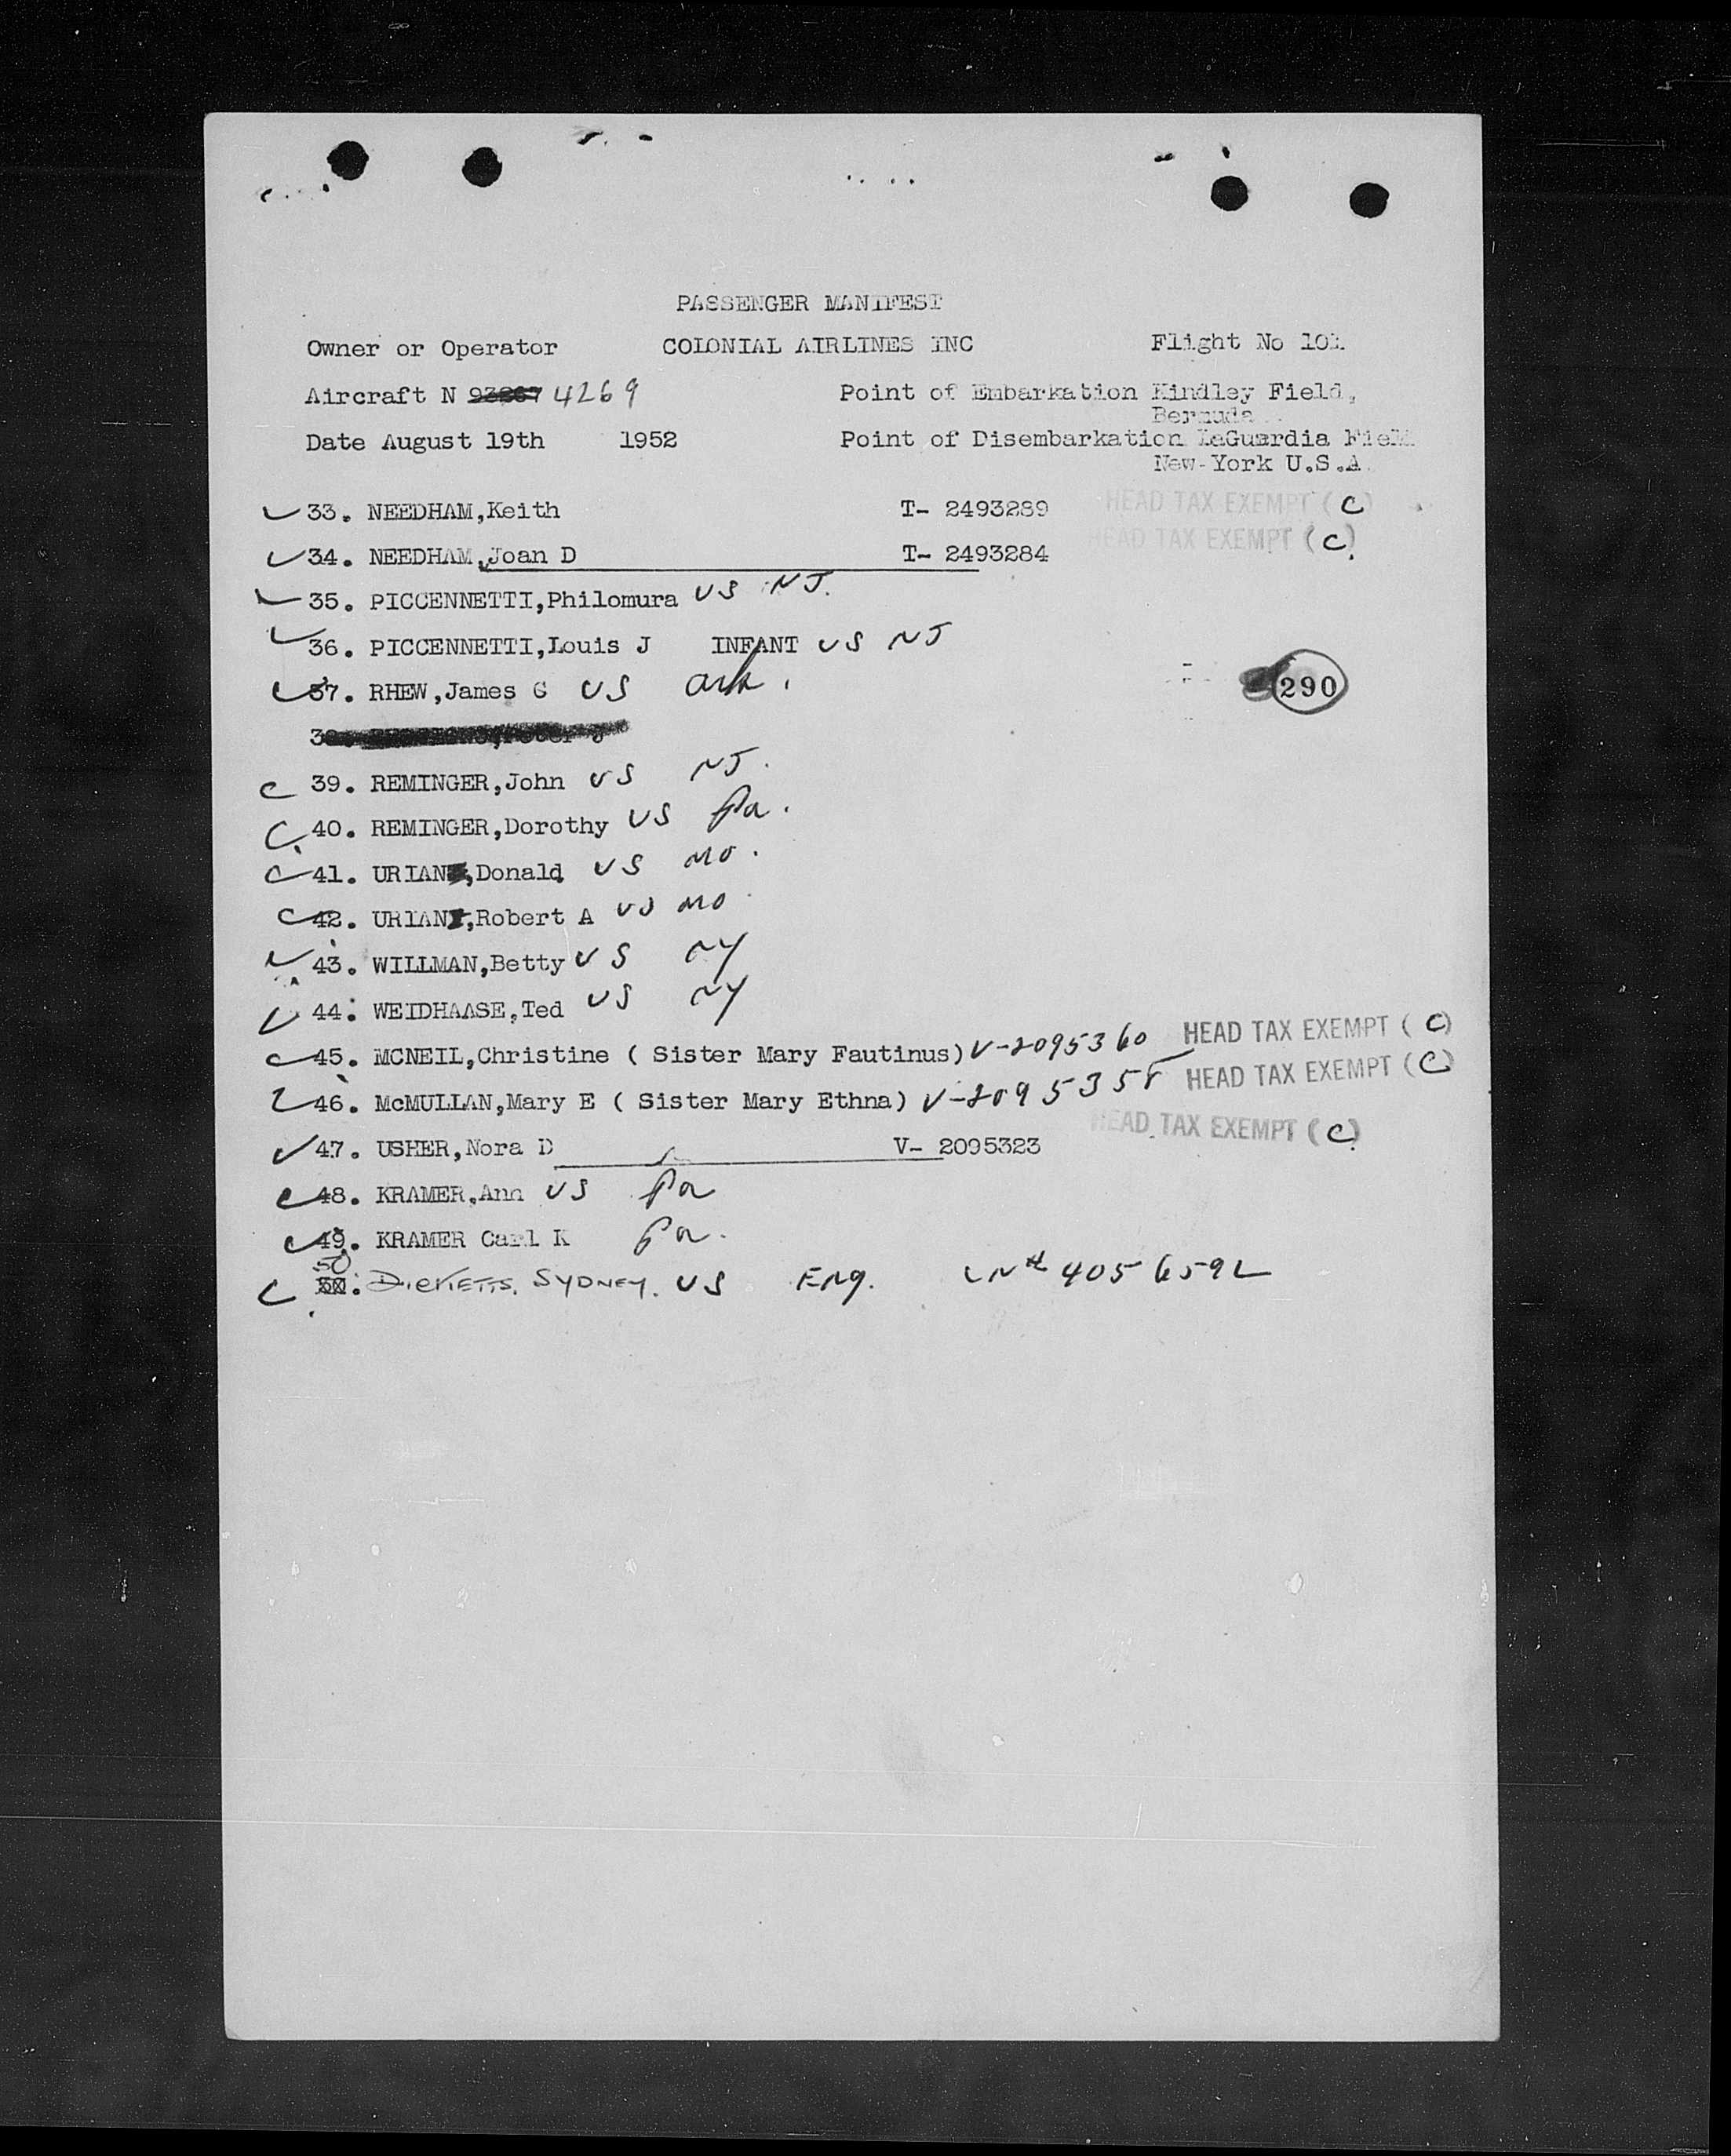 PASSENGER MANIFEST
Owner or Operator COLONIAL AIRLINES INC Flight No 101
Aircraft N 4269 Point of Embarkation Kindley Field,
Bermuda
Date August 19th 1952 Point of Disembarkation LaGuardia Field
New York U.S.A.
33. NEEDHAM,Keith T- 2493289 HEAD TAX EXEMPT (C)
34. NEEDHAM,Joan D T- 2493284 HEAD TAX EXEMPT (C)
35. PICCENNETTI,Philomura US NJ.
36. PICCENNETTI,Louis J INFANT US NJ
37. RHEW,James G US Ark.
290
39. REMINGER,John US NJ.
40. REMINGER,Dorothy US Pa.
41. URIAN,Donald US Mo.
42. URIAN,Robert A US Mo
43. WILLMAN,Betty US NY
44. WEIDHAASE,Ted US NY
45. MCNEIL,Christine ( Sister Mary Fautinus) V-2095360 HEAD TAX EXEMPT (C)
46. McMULLAN,Mary E ( Sister Mary Ethna) V-2095358 HEAD TAX EXEMPT (C)
47. USHER,Nora D V- 2095323 HEAD TAX EXEMPT (C)
48. KRAMER,Ann US Pa
49. KRAMER Carl K Pa.
50. DICKETTS, SYDNEY. US Eng.